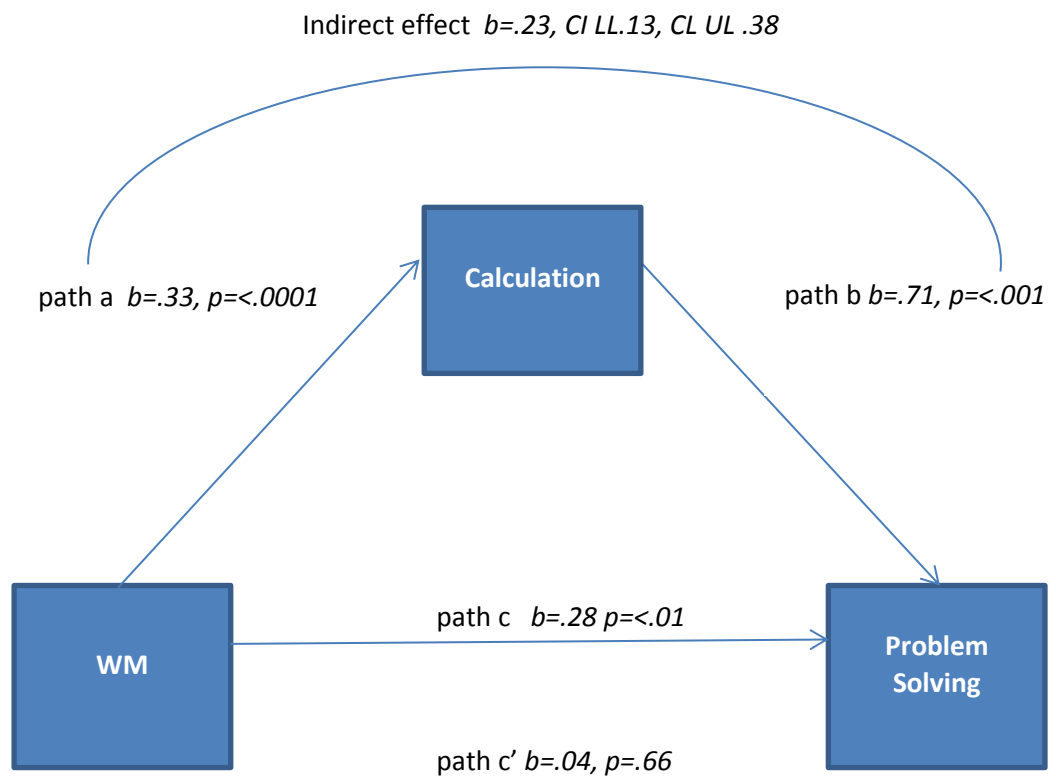 Indirect effect b=.23, CI LL.13, CL UL .38
Calculation
path a b=.33, p=<.0001
path b b=.71, p=<.001
path c b=.28 p=<.01
WM
Problem
Solving
path c’ b=.04, p=.66